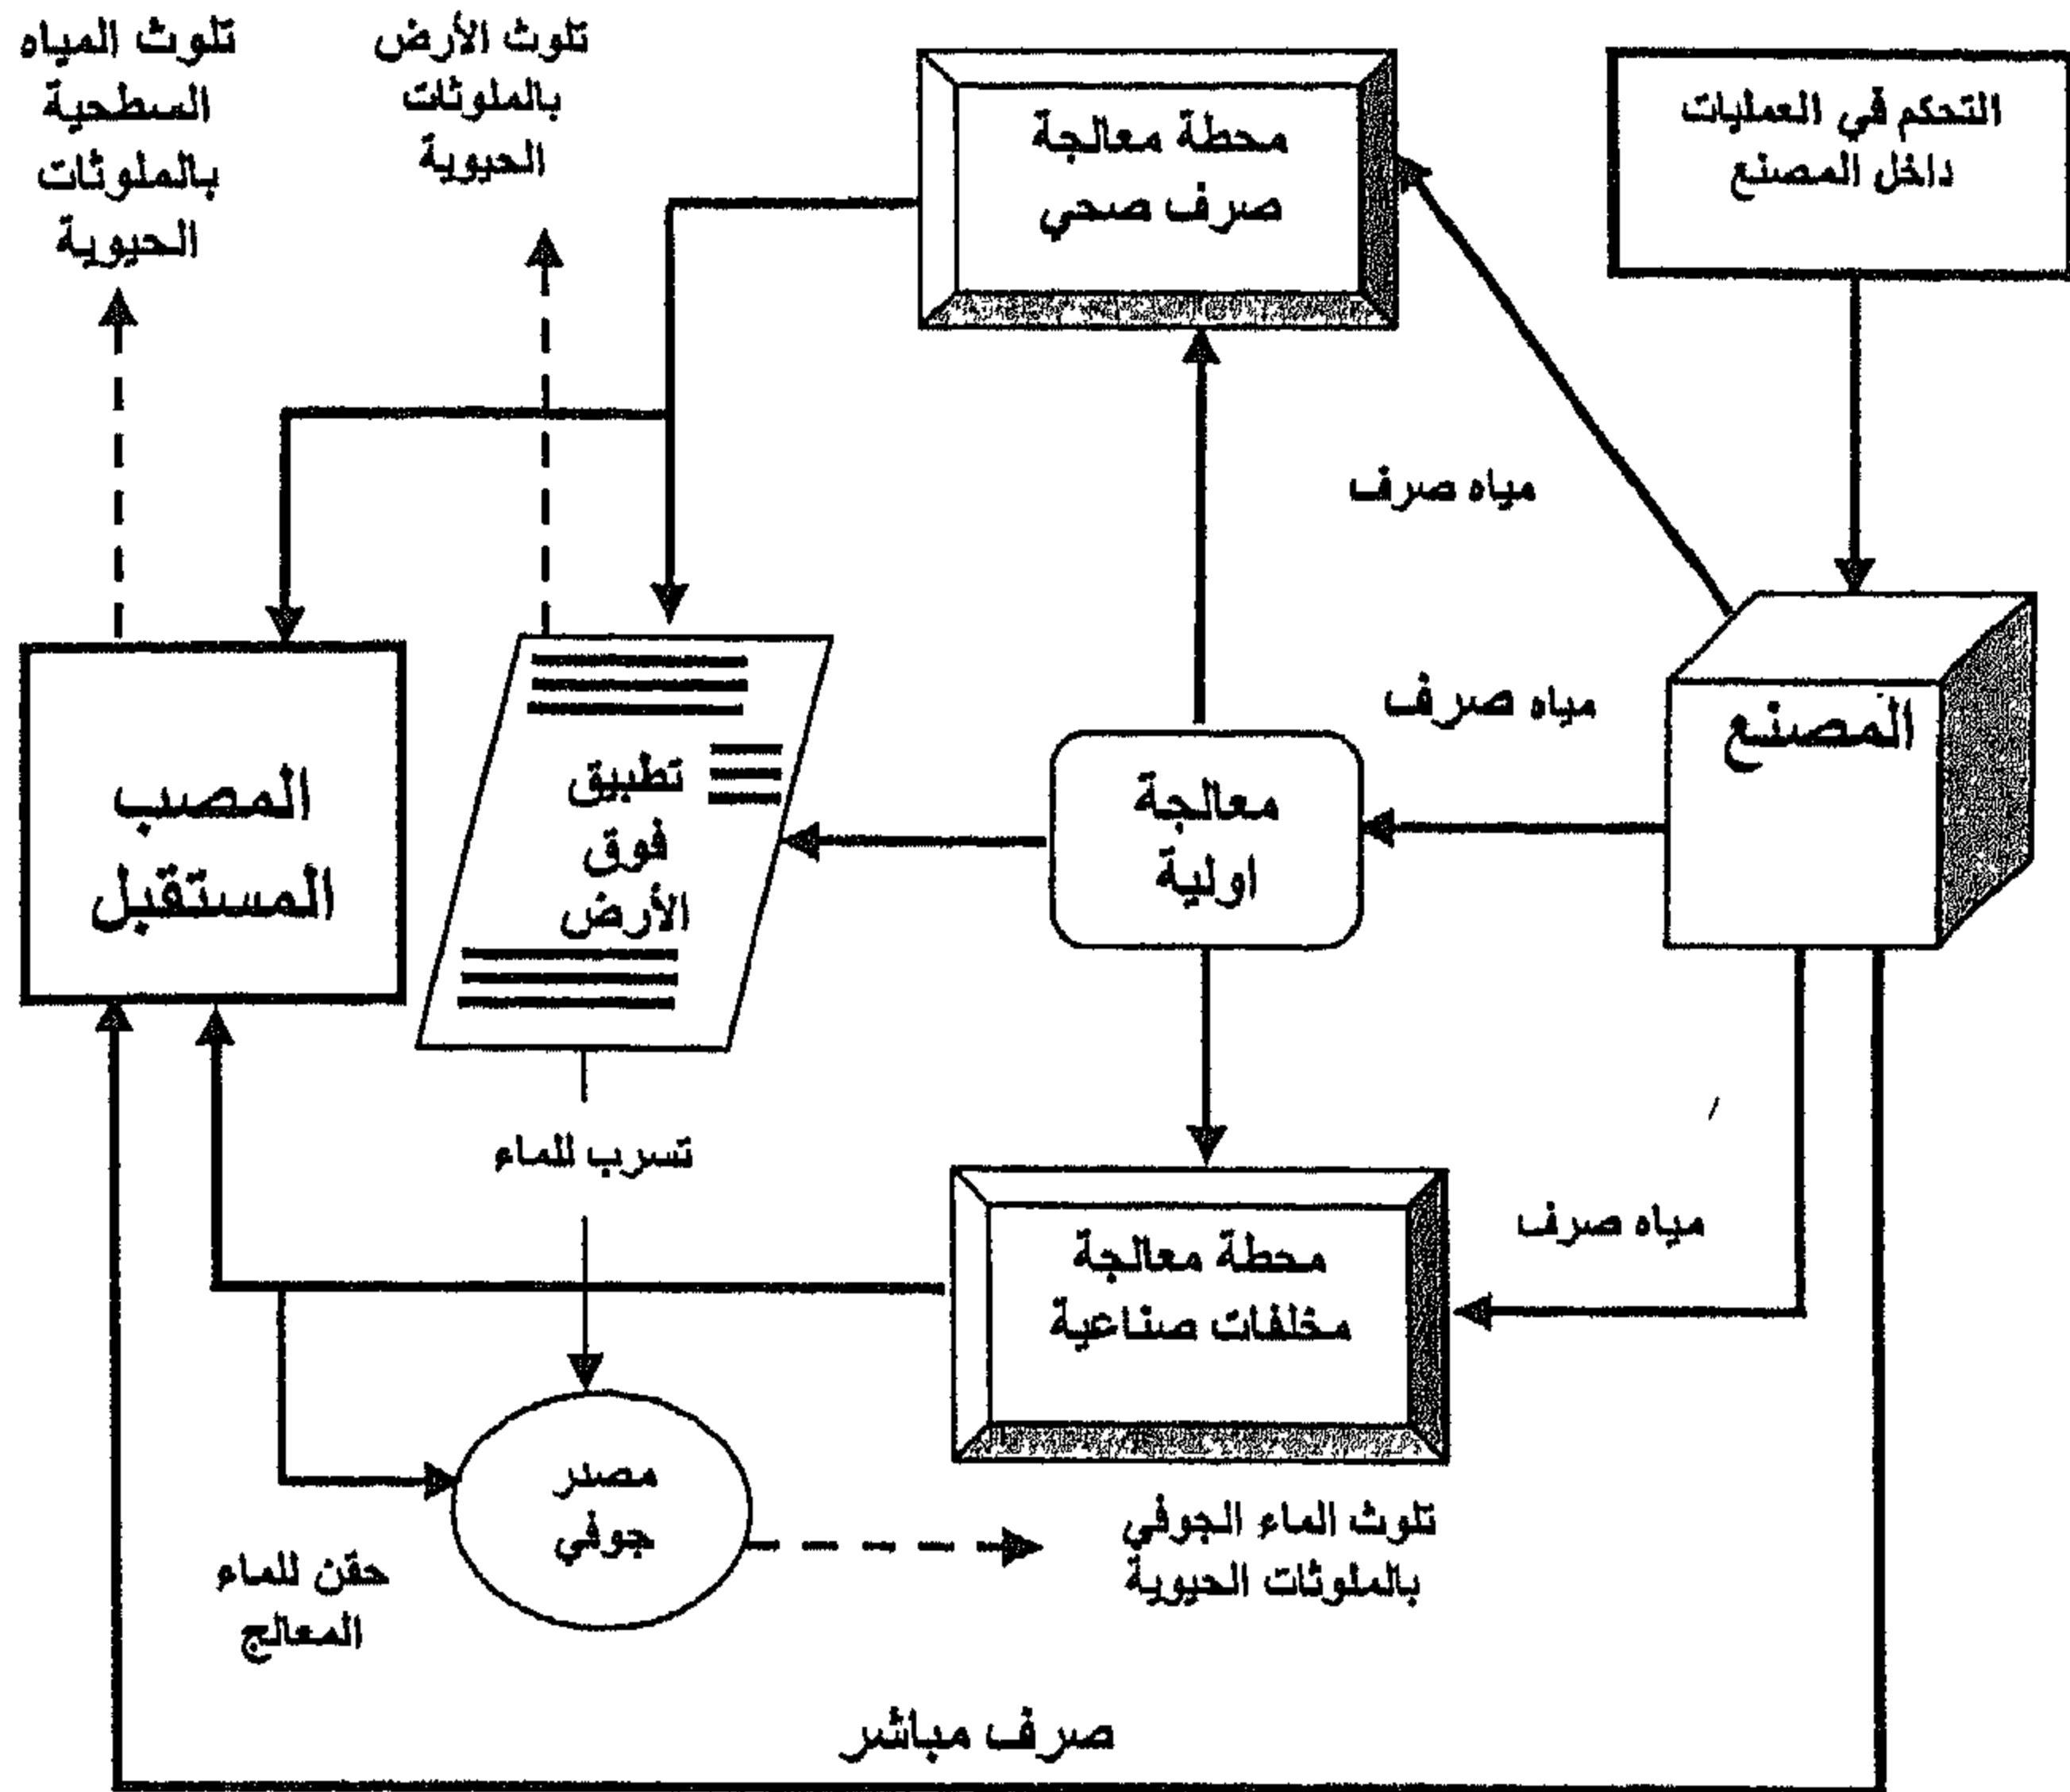 التحكم في العمليات
داخل المصنع
محطة معالجة
صرف صحي
تلوث الأرض
بالملوثات
الحيوية
تلوث المياه
السطحية
بالملوثات
الحيوية
مياه صرف
مياه صرف
المصنع
معالجة
اولية
تطبيق
فوق
الأرض
المصب
المستقبل
تسرب للماء
مياه صرف
محطة معالجة
مخلفات صناعية
مصدر
جوفي
تلوث الماء الجوفي
بالملوثات الحيوية
حقن للماء
المعالج
صرف مباشر